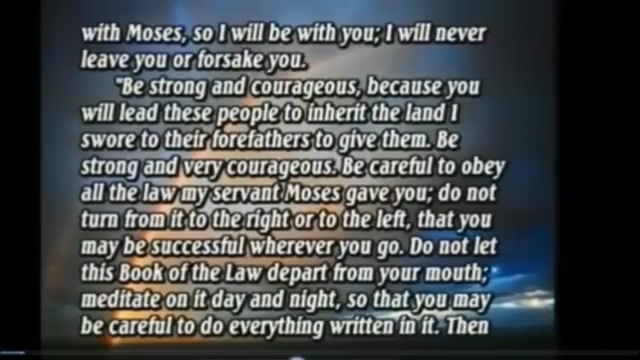 with Moses, so I will be with you; I will never
leave you or forsake you.
"Be strong and courageous, because you
will lead these people to inherit the land I
swore to their forefathers to give them. Be
strong and very courageous. Be careful to obey
all the law my servant Moses gave you; do not
turn from it to the right or to the left, that you
may be successful wherever you go. Do not let
this Book of the Law depart from your mouth;
meditate on it day and night, so that you may
be careful to do everything written in it. Then